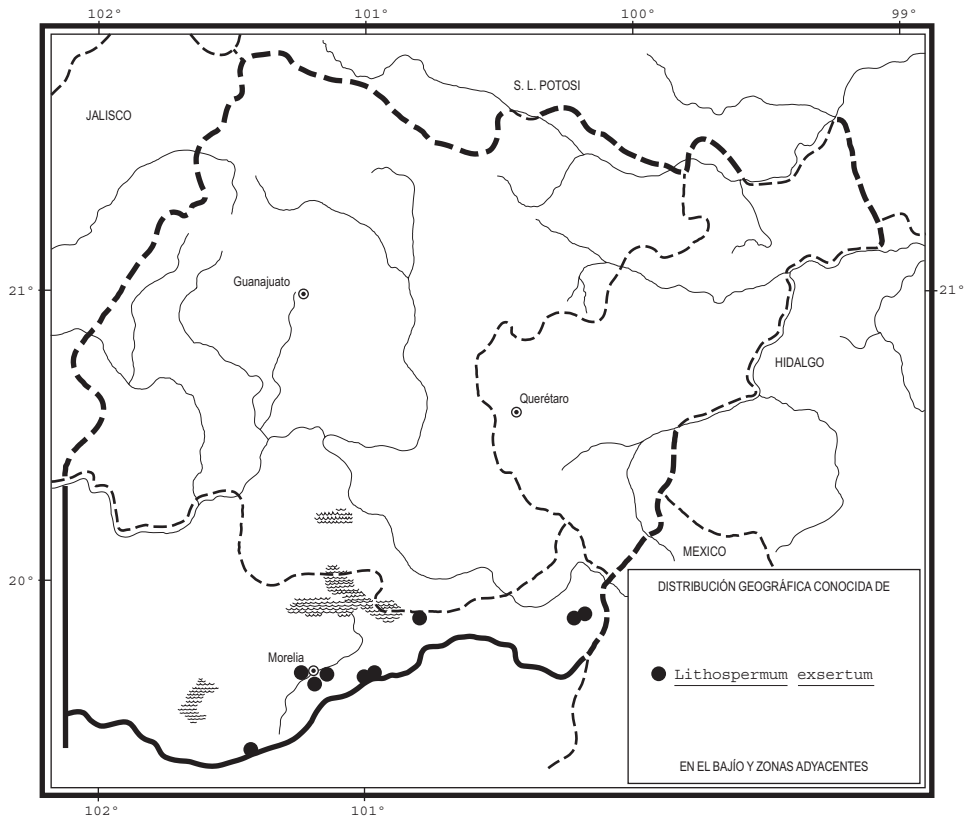 102°
101°
100°
99°
S. L. POTOSI
JALISCO
Guanajuato
21°
21°
HIDALGO
Querétaro
MEXICO
20°
DISTRIBUCIÓN GEOGRÁFICA CONOCIDA DE
Morelia
Lithospermum exsertum
EN EL BAJÍO Y ZONAS ADYACENTES
102°
101°